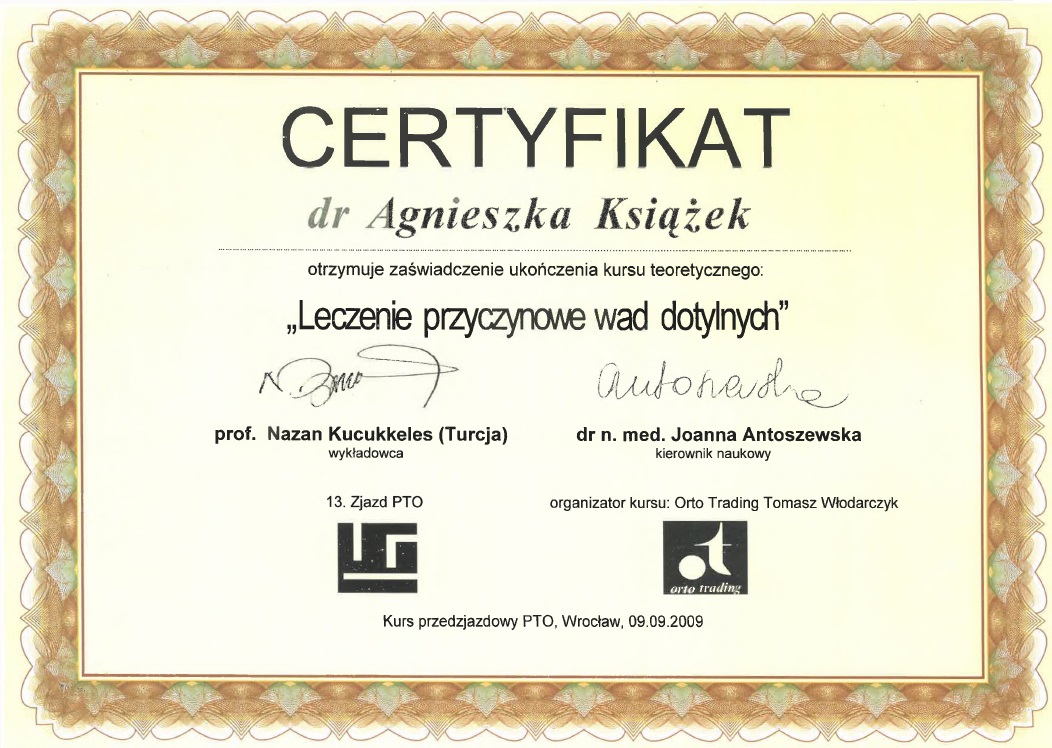 CERTYFIKAT
dr Agnieszka Książek
otrzymuje zaświadczenie ukończenia kursu teoretycznego:
„Leczenie przyczynowe wad dotylnych”
Antoszewska
prof. Nazan Kucukkeles (Turcja)
wykładowca
dr n. med. Joanna Antoszewska
kierownik naukowy
13. Zjazd PTO
organizator kursu: Orto Trading Tomasz Włodarczyk
ot
orto trading
Kurs przedzjazdowy PTO, Wrocław, 09.09.2009